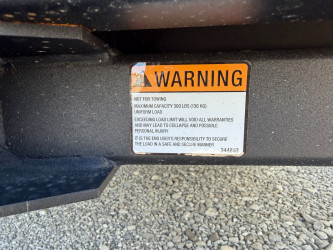 WARNING
NOT FOR TOWING
MAXIMUM CAPACITY 300 LBS (136 KG)
UNIFORM LOAD
EXCEEDING LOAD LIMIT WILL VOID ALL WARRANTIES
AND MAY LEAD TO COLLAPSE AND POSSIBLE
PERSONAL INJURY
IT IS THE END USER'S RESPONSIBILITY TO SECURE
THE LOAD IN A SAFE AND SECURE MANNER